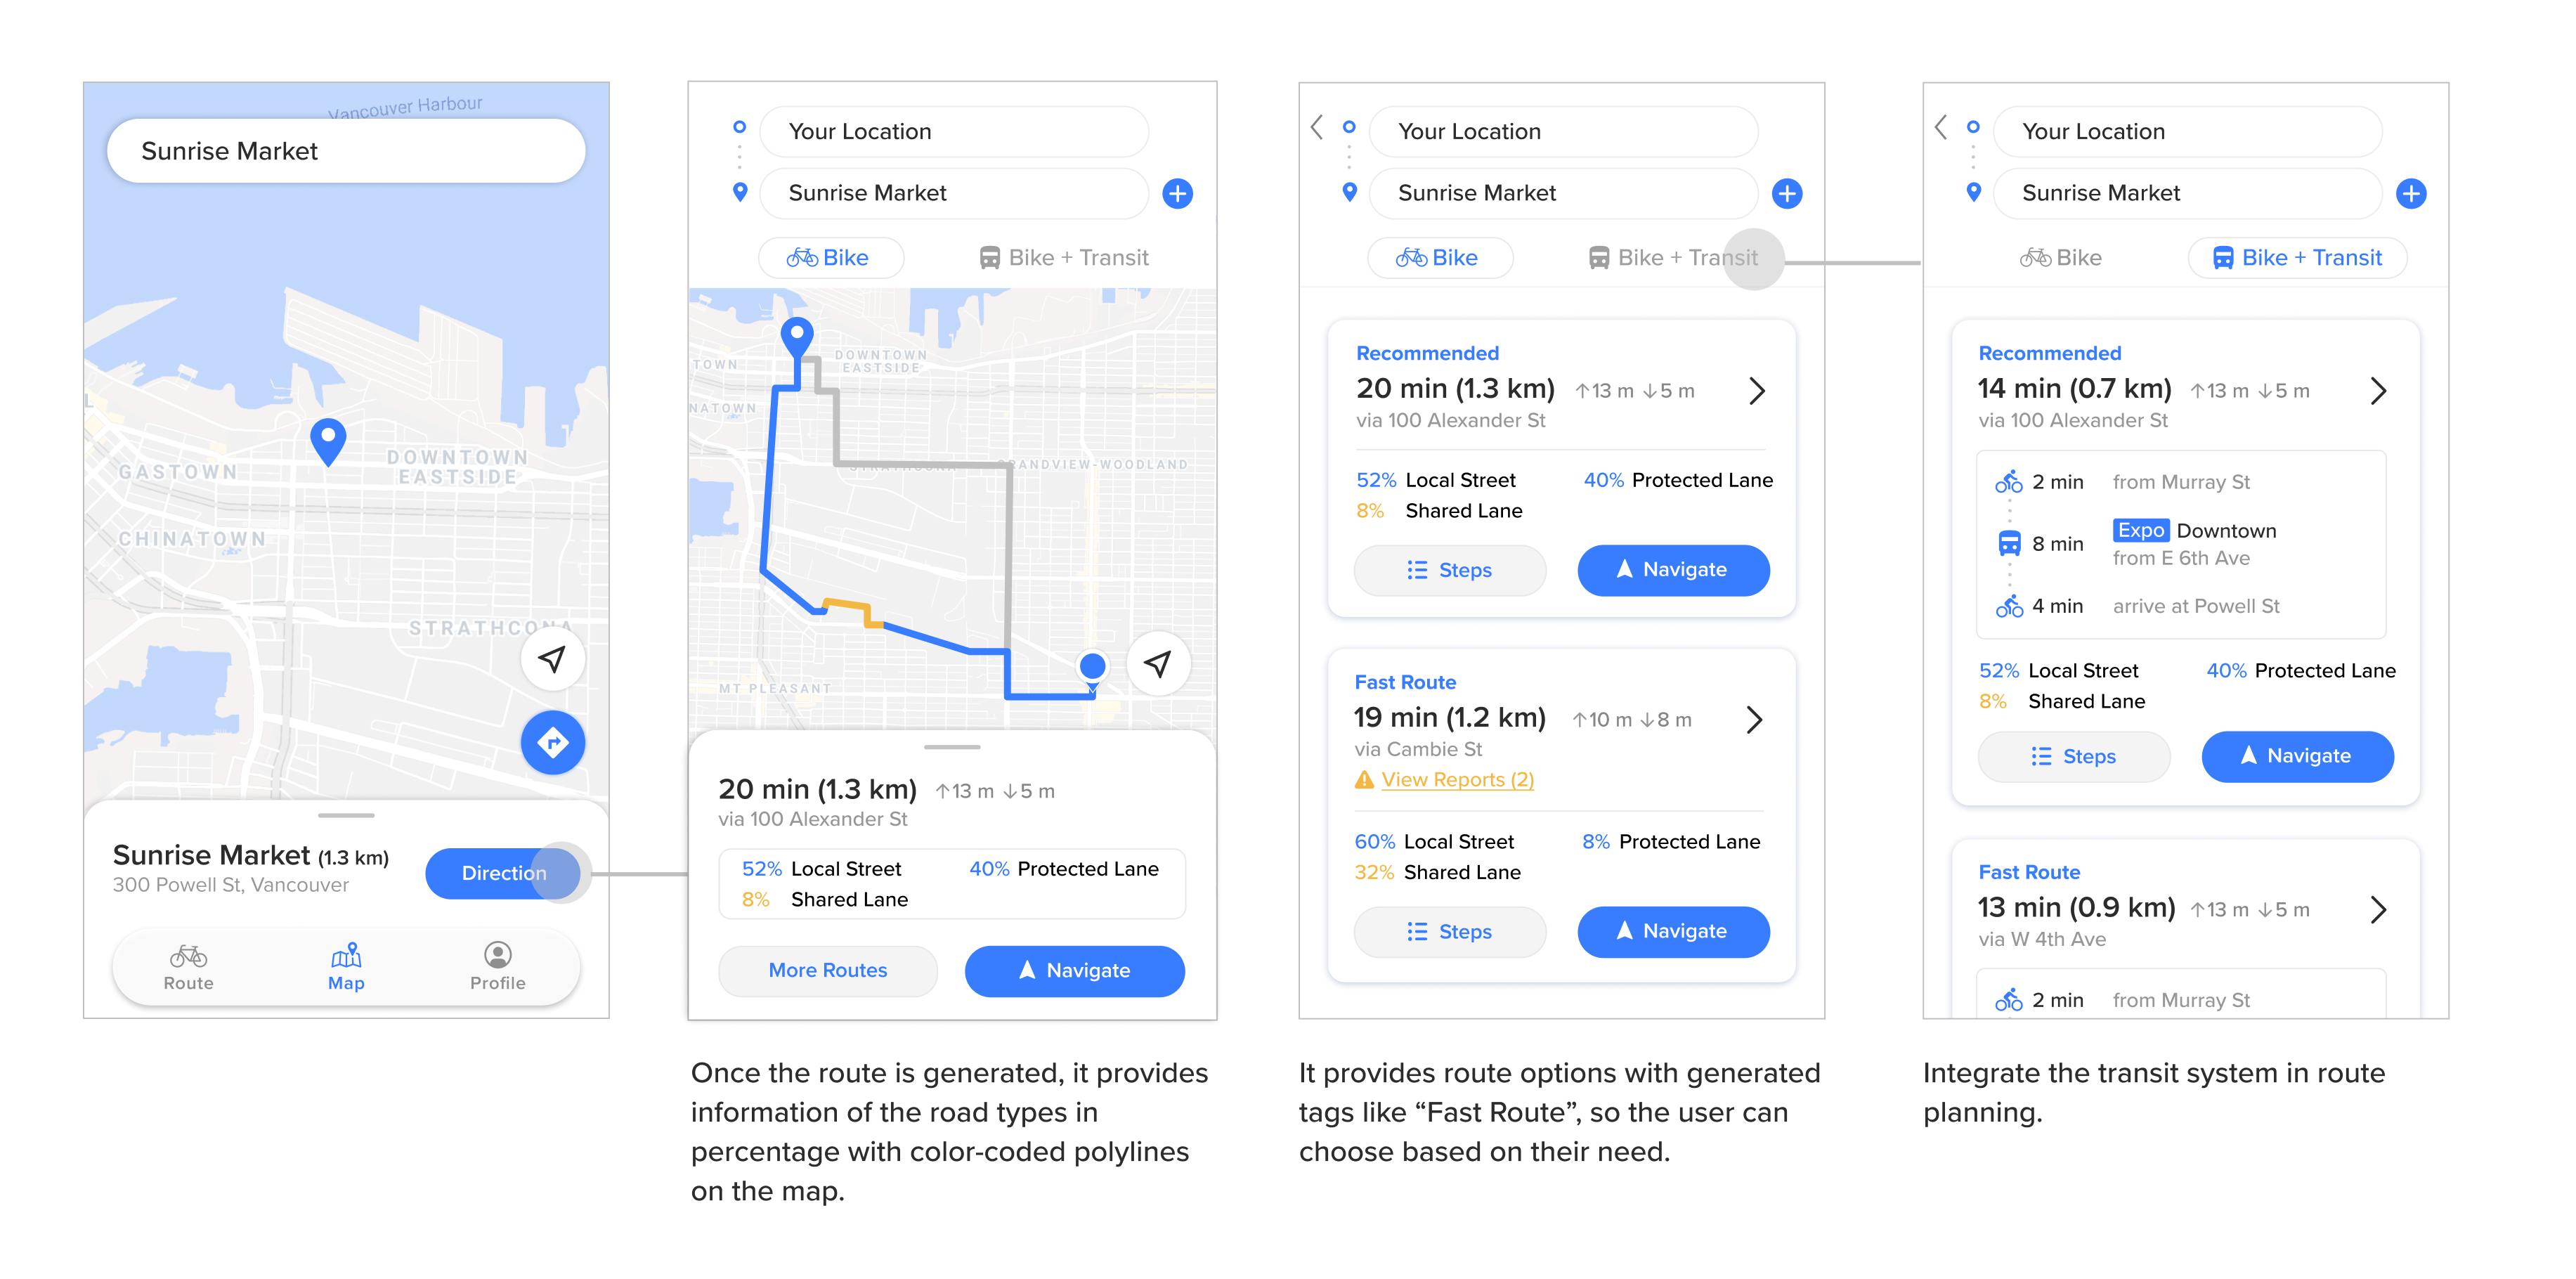 Vancouver Harbour
Sunrise Market
GASTOWN
DOWNTOWN
EASTSIDE
CHINATOWN
STRATHCONA
Sunrise Market (1.3 km)
300 Powell St, Vancouver
Direction
Route
Map
Profile
Your Location
Sunrise Market
Bike
Bike + Transit
TOWN
DOWNTOWN
EASTSIDE
NATOWN
STRATHCONA
GRANDVIEW-WOODLAND
MT PLEASANT
20 min (1.3 km) ↑13 m ↓5 m
via 100 Alexander St
52% Local Street 40% Protected Lane
8% Shared Lane
More Routes
Navigate
Once the route is generated, it provides
information of the road types in
percentage with color-coded polylines
on the map.
Your Location
Sunrise Market
Bike
Bike + Transit
Recommended
20 min (1.3 km) ↑13 m ↓5 m
via 100 Alexander St
52% Local Street 40% Protected Lane
8% Shared Lane
Steps
Navigate
Fast Route
19 min (1.2 km) ↑10 m ↓8 m
via Cambie St
View Reports (2)
60% Local Street 8% Protected Lane
32% Shared Lane
Steps
Navigate
It provides route options with generated
tags like “Fast Route”, so the user can
choose based on their need.
Your Location
Sunrise Market
Bike
Bike + Transit
Recommended
14 min (0.7 km) ↑13 m ↓5 m
via 100 Alexander St
2 min from Murray St
8 min Expo Downtown
from E 6th Ave
4 min arrive at Powell St
52% Local Street 40% Protected Lane
8% Shared Lane
Steps
Navigate
Fast Route
13 min (0.9 km) ↑13 m ↓5 m
via W 4th Ave
2 min from Murray St
Integrate the transit system in route
planning.